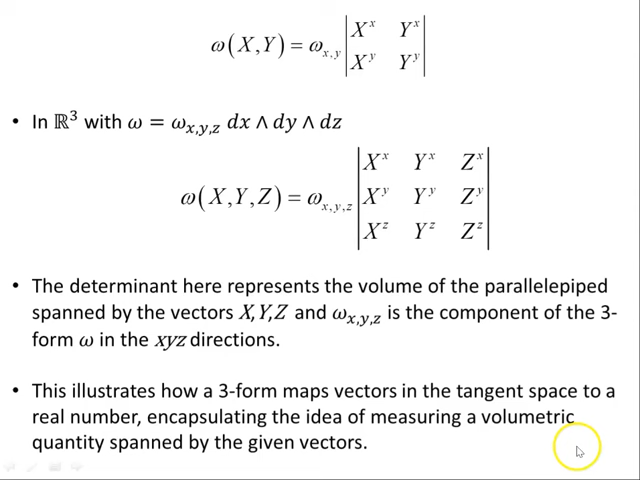 ω(X,Y) = ω_{x,y} |X^x Y^x|
|X^y Y^y|
• In ℝ³ with ω = ω_{x,y,z} dx ∧ dy ∧ dz
|X^x Y^x Z^x|
ω(X,Y,Z) = ω_{x,y,z} |X^y Y^y Z^y|
|X^z Y^z Z^z|
• The determinant here represents the volume of the parallelepiped
spanned by the vectors X,Y,Z and ω_{x,y,z} is the component of the 3-
form ω in the xyz directions.
• This illustrates how a 3-form maps vectors in the tangent space to a
real number, encapsulating the idea of measuring a volumetric
quantity spanned by the given vectors.